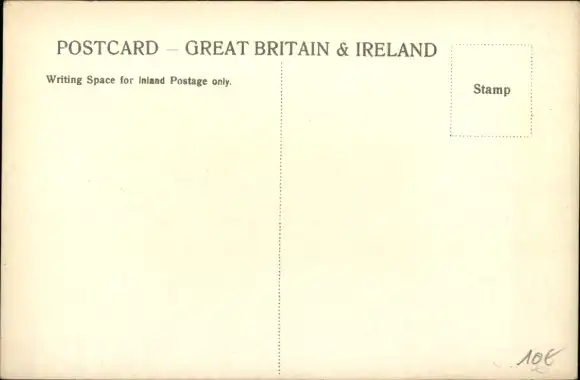 POSTCARD – GREAT BRITAIN & IRELAND
Writing Space for Inland Postage only.
Stamp
10€